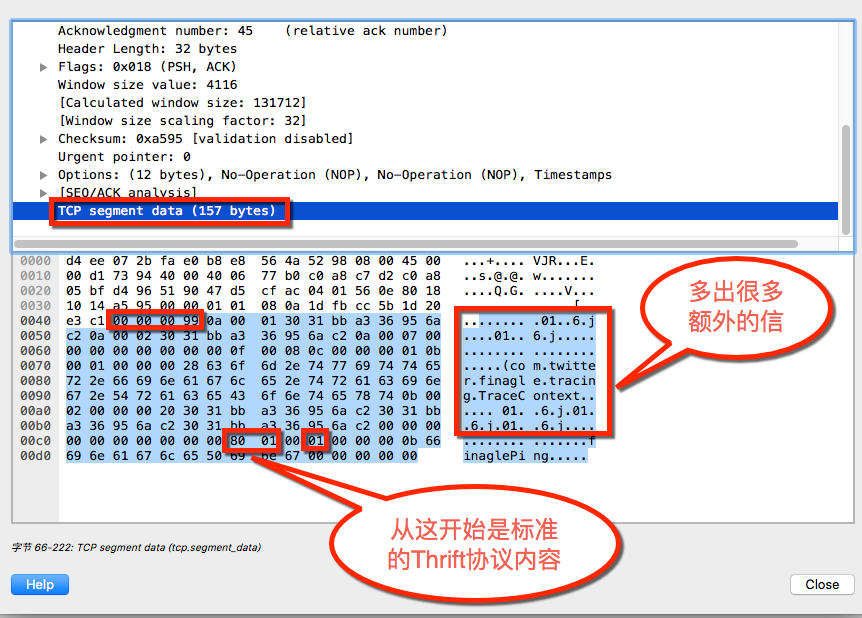 Acknowledgment number: 45    (relative ack number)
Header Length: 32 bytes
Flags: 0x018 (PSH, ACK)
Window size value: 4116
[Calculated window size: 131712]
[Window size scaling factor: 32]
Checksum: 0xa595 [validation disabled]
Urgent pointer: 0
Options: (12 bytes), No-Operation (NOP), No-Operation (NOP), Timestamps
[SEQ/ACK analysis]
TCP segment data (157 bytes)
0000 d4 ee 07 2b fa e0 b8 e8 56 4a 52 98 08 00 45 00 ...+.... VJR...E.
0010 00 d1 73 94 40 00 40 06 77 b0 c0 a8 c7 d2 c0 a8 ..s.@.@. w.......
0020 05 bf d4 96 51 90 47 d5 cf ac 04 01 56 0e 80 18 ....Q.G. ....V...
0030 10 14 a5 95 00 00 01 01 08 0a 1d fb cc 5b 1d 20
0040 e3 c1 00 00 00 99 0a 00 01 30 31 bb a3 36 95 6a ........ .01..6.j
0050 c2 0a 00 02 30 31 bb a3 36 95 6a c2 0a 00 07 00 ....01.. 6.j.....
0060 00 00 00 00 00 00 00 0f 00 08 0c 00 00 00 01 0b ........ ........
0070 00 01 00 00 00 28 63 6f 6d 2e 74 77 69 74 74 65 .....(co m.twitte
0080 72 2e 66 69 6e 61 67 6c 65 2e 74 72 61 63 69 6e r.finagl e.tracin
0090 67 2e 54 72 61 63 65 43 6f 6e 74 65 78 74 0b 00 g.TraceC ontext..
00a0 02 00 00 00 20 30 31 bb a3 36 95 6a c2 30 31 bb .... 01. .6.j.01.
00b0 a3 36 95 6a c2 30 31 bb a3 36 95 6a c2 00 00 00 .6.j.01. .6.j....
00c0 00 00 00 00 00 00 00 80 01 00 01 00 00 00 0b 66 ........ .......f
00d0 69 6e 61 67 6c 65 50 69 6e 67 00 00 00 00 00 inaglePi ng.....
多出很多
额外的信
从这开始是标准
的Thrift协议内容
字节 66-222: TCP segment data (tcp.segment_data)
Help
Close